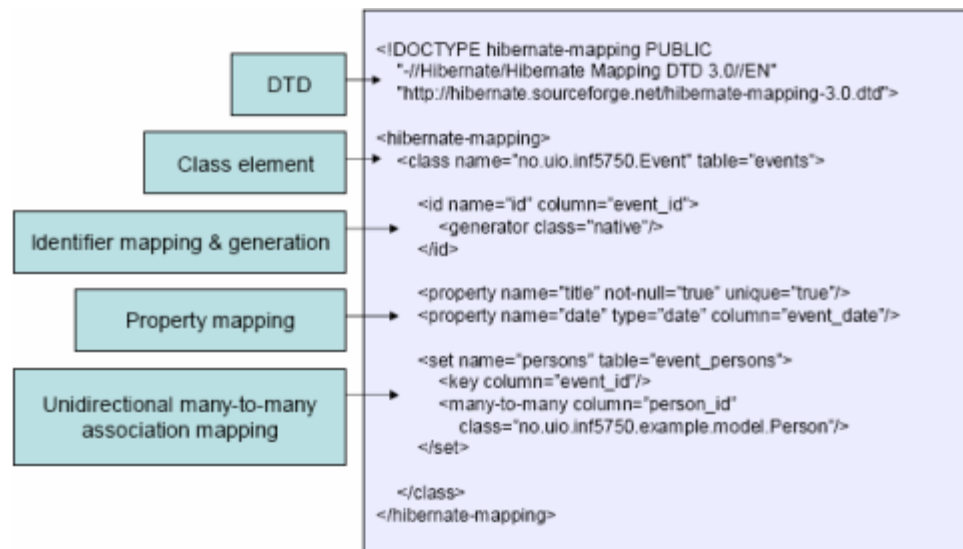 DTD
Class element
Identifier mapping & generation
Property mapping
Unidirectional many-to-many
association mapping
<!DOCTYPE hibernate-mapping PUBLIC
"-//Hibernate/Hibernate Mapping DTD 3.0//EN"
"http://hibernate.sourceforge.net/hibernate-mapping-3.0.dtd">
<hibernate-mapping>
<class name="no.uio.inf5750.Event" table="events">
<id name="id" column="event_id">
<generator class="native"/>
</id>
<property name="title" not-null="true" unique="true"/>
<property name="date" type="date" column="event_date"/>
<set name="persons" table="event_persons">
<key column="event_id"/>
<many-to-many column="person_id"
class="no.uio.inf5750.example.model.Person"/>
</set>
</class>
</hibernate-mapping>